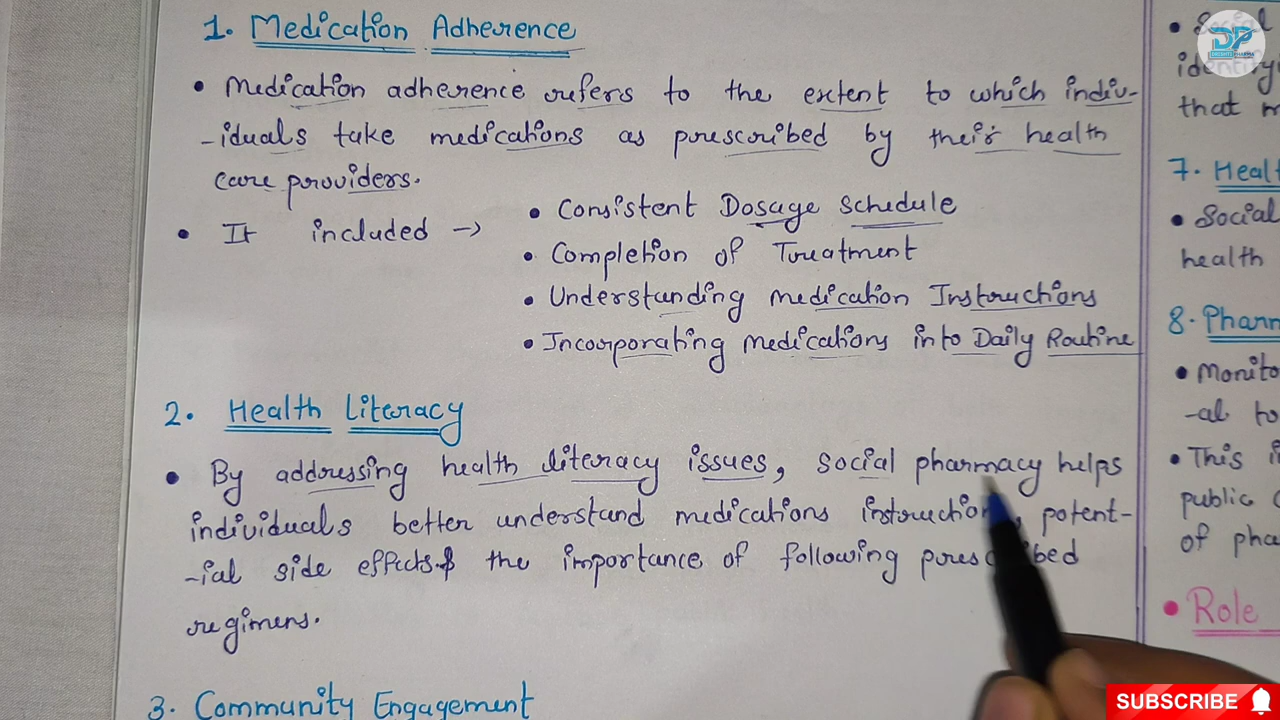 1. Medication Adherence
• Medication adherence refers to the extent to which indiv-
-iduals take medications as prescribed by their health
care providers.
• It included →
• Consistent Dosage Schedule
• Completion of Treatment
• Understanding medication Instructions
• Incorporating medications into Daily Routine
2. Health Literacy
• By addressing health literacy issues, social pharmacy helps
individuals better understand medications instruction, potent-
-ial side effects & the importance of following prescribed
regimens.
3. Community Engagement
• Social
identity
that
7. Healt
• Social
health
8. Pharm
• Monito
-al to
• This
public
of pha
• Role
DP
SUBSCRIBE